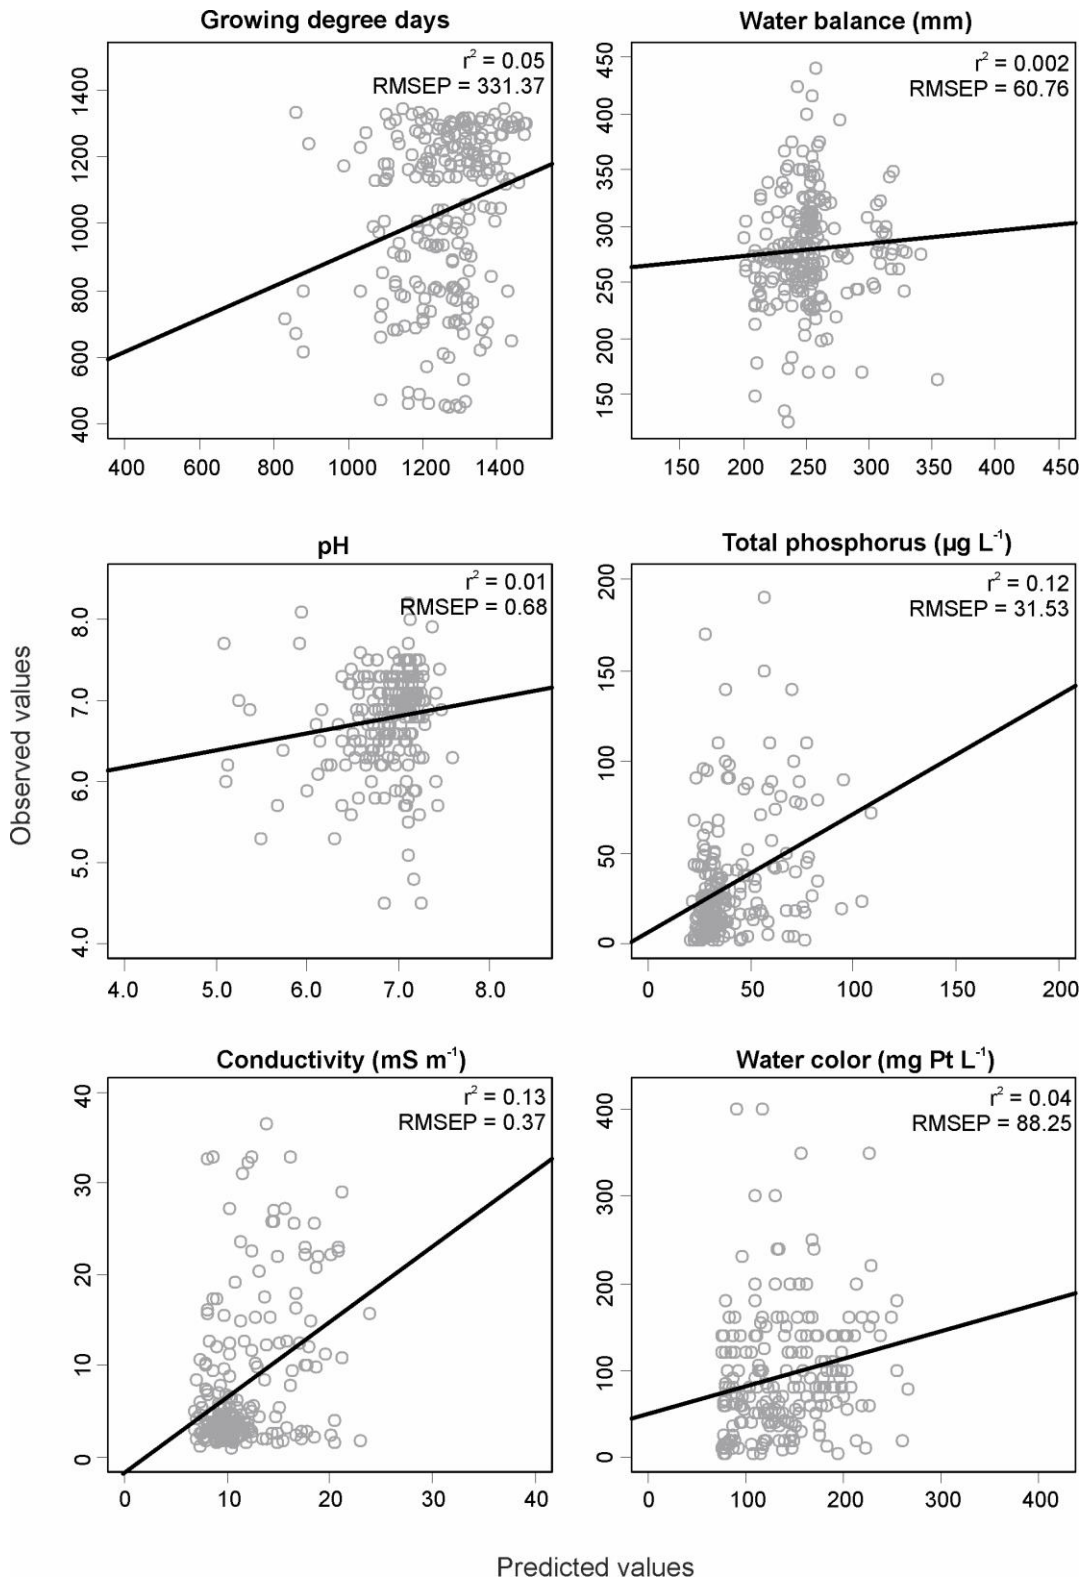 Growing degree days
r² = 0.05
RMSEP = 331.37
1400
1200
1000
800
600
400
400 600 800 1000 1200 1400
Water balance (mm)
r² = 0.002
RMSEP = 60.76
450
400
350
300
250
200
150
150 200 250 300 350 400 450
pH
r² = 0.01
RMSEP = 0.68
8.0
7.0
6.0
5.0
4.0
4.0 5.0 6.0 7.0 8.0
Total phosphorus (µg L⁻¹)
r² = 0.12
RMSEP = 31.53
200
150
100
50
0
0 50 100 150 200
Observed values
Conductivity (mS m⁻¹)
r² = 0.13
RMSEP = 0.37
40
30
20
10
0
0 10 20 30 40
Water color (mg Pt L⁻¹)
r² = 0.04
RMSEP = 88.25
400
300
200
100
0
0 100 200 300 400
Predicted values